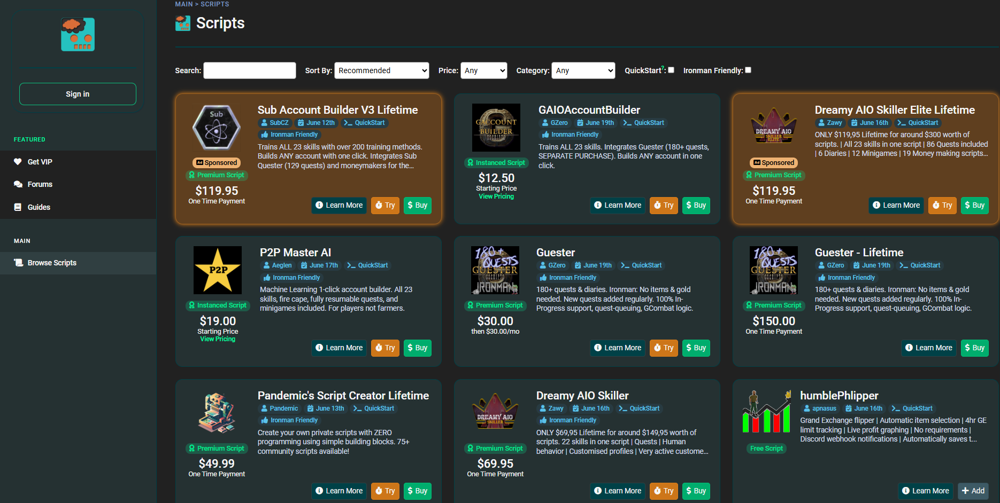 MAIN > SCRIPTS
Scripts
Sign in
FEATURED
Get VIP
Forums
Guides
MAIN
Browse Scripts
Search:
Sort By: Recommended
Price: Any
Category: Any
QuickStart?:
Ironman Friendly:
Sub
Ad Sponsored
Premium Script
$119.95
One Time Payment
Sub Account Builder V3 Lifetime
SubCZ June 12th QuickStart
Ironman Friendly
Trains ALL 23 skills with over 200 training methods.
Builds ANY account with one click. Integrates Sub
Quester (129 quests) and moneymakers for the...
Learn More Try $ Buy
GACCOUNT
BUILDER
Instanced Script
$12.50
Starting Price
View Pricing
GAIOAccountBuilder
GZero June 19th QuickStart
Ironman Friendly
Trains ALL 23 skills. Integrates Guester (180+ quests,
SEPARATE PURCHASE). Builds ANY account in one
click.
Learn More Try $ Buy
DREAMY AIO
SKILLER
ELITE
Ad Sponsored
Premium Script
$119.95
One Time Payment
Dreamy AIO Skiller Elite Lifetime
Zawy June 16th QuickStart
ONLY $119,95 Lifetime for around $300 worth of
scripts. | All 23 skills in one script | 86 Quests included
| 6 Diaries | 12 Minigames | 19 Money making scripts...
Learn More Try $ Buy
P2P
Instanced Script
$19.00
Starting Price
View Pricing
P2P Master AI
Aeglen June 17th QuickStart
Ironman Friendly
Machine Learning 1-click account builder. All 23
skills, fire cape, fully resumable quests, and
minigames included. For players not farmers.
Learn More Try $ Buy
180+
QUESTS
GUESTER
SCRIPTS
IRONMAN
Premium Script
$30.00
then $30.00/mo
Guester
GZero June 19th QuickStart
Ironman Friendly
180+ quests & diaries. Ironman: No items & gold
needed. New quests added regularly. 100% In-
Progress support, quest-queuing, GCombat logic.
Learn More Try $ Buy
180+
QUESTS
GUESTER
SCRIPTS
IRONMAN
Premium Script
$150.00
One Time Payment
Guester - Lifetime
GZero June 19th QuickStart
Ironman Friendly
180+ quests & diaries. Ironman: No items & gold
needed. New quests added regularly. 100% In-
Progress support, quest-queuing, GCombat logic.
Learn More $ Buy
Premium Script
$49.99
One Time Payment
Pandemic's Script Creator Lifetime
Pandemic June 13th QuickStart
Ironman Friendly
Create your own private scripts with ZERO
programming using simple building blocks. 75+
community scripts available!
Learn More Try $ Buy
DREAMY AIO
SKILLER
Premium Script
$69.95
One Time Payment
Dreamy AIO Skiller
Zawy June 16th QuickStart
Ironman Friendly
ONLY $69,95 Lifetime for around $149,95 worth of
scripts. 22 skills in one script | Quests | Human
behavior | Customised profiles | Very active custome...
Learn More Try $ Buy
Free Script
humblePhlipper
apnasus June 16th QuickStart
Grand Exchange flipper | Automatic item selection | 4hr GE
limit tracking | Live profit graphing | No requirements |
Discord webhook notifications | Automatically saves t...
Learn More + Add